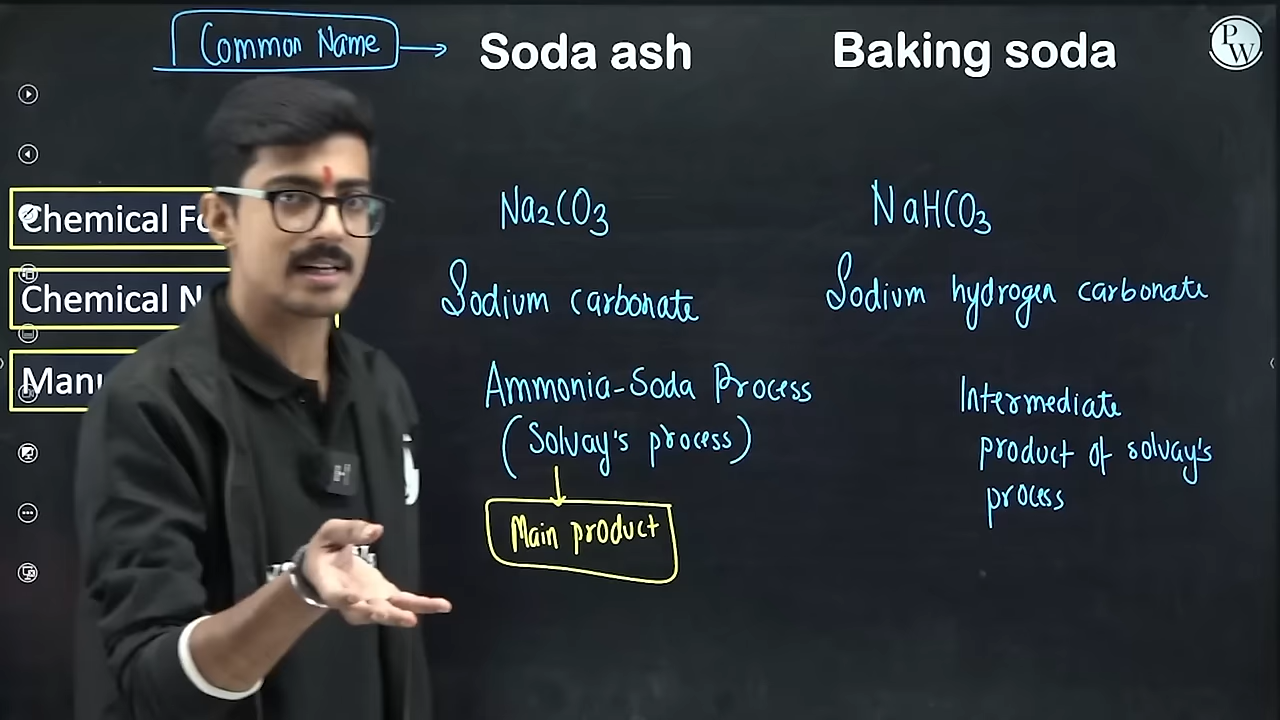 Common Name
Soda ash
Baking soda
PW
Chemical Fo
Na2CO3
NaHCO3
Chemical N
Sodium carbonate
Sodium hydrogen carbonate
Manu
Ammonia-Soda Process
(Solvay's process)
Main product
Intermediate
product of solvay's
process